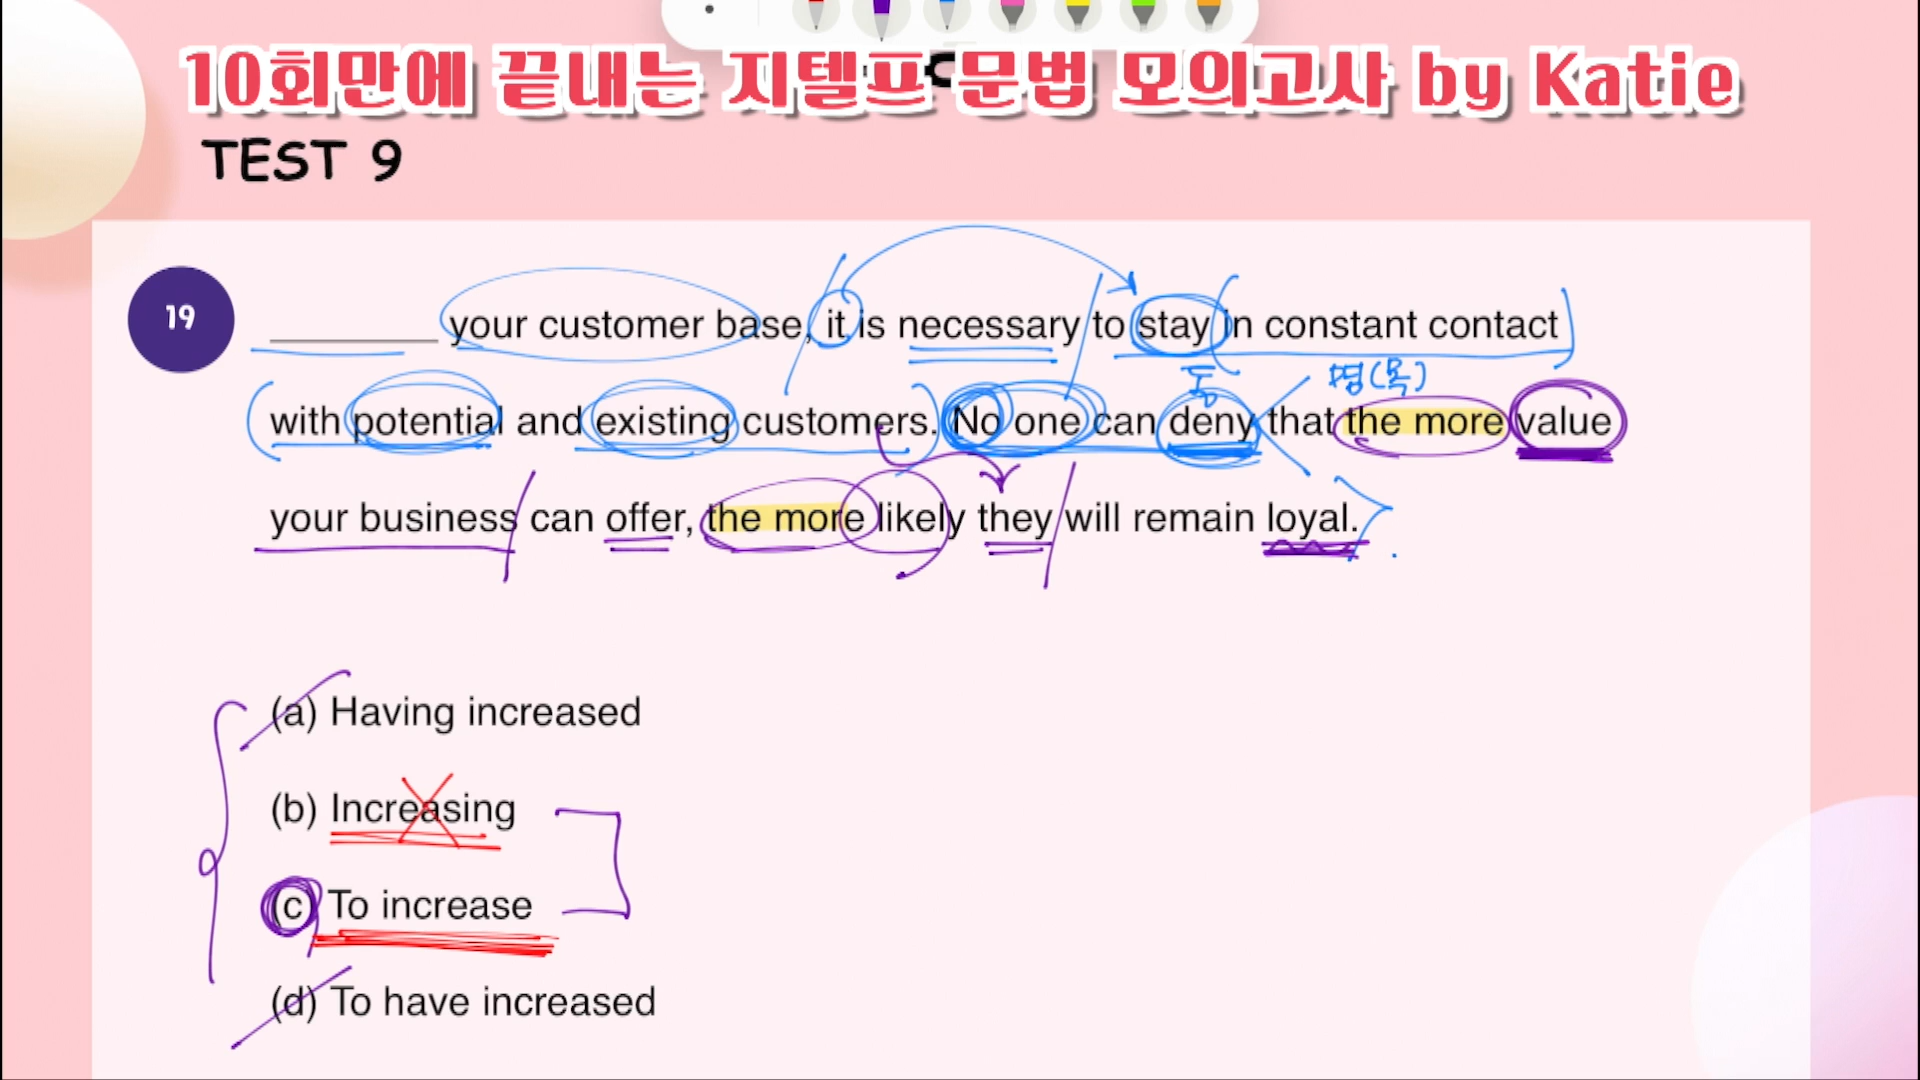 10회만에 끝내는 지텔프 문법 모의고사 by Katie
TEST 9
19
________ your customer base, it is necessary to stay in constant contact
동 명(목)
with potential and existing customers. No one can deny that the more value
your business can offer, the more likely they will remain loyal.
(a) Having increased
(b) Increasing
(c) To increase
(d) To have increased